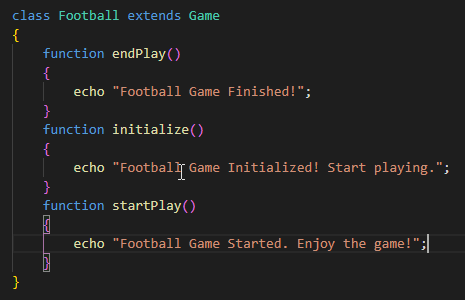 class Football extends Game
{
    function endPlay()
    {
        echo "Football Game Finished!";
    }
    function initialize()
    {
        echo "Football Game Initialized! Start playing.";
    }
    function startPlay()
    {
        echo "Football Game Started. Enjoy the game!";
    }
}